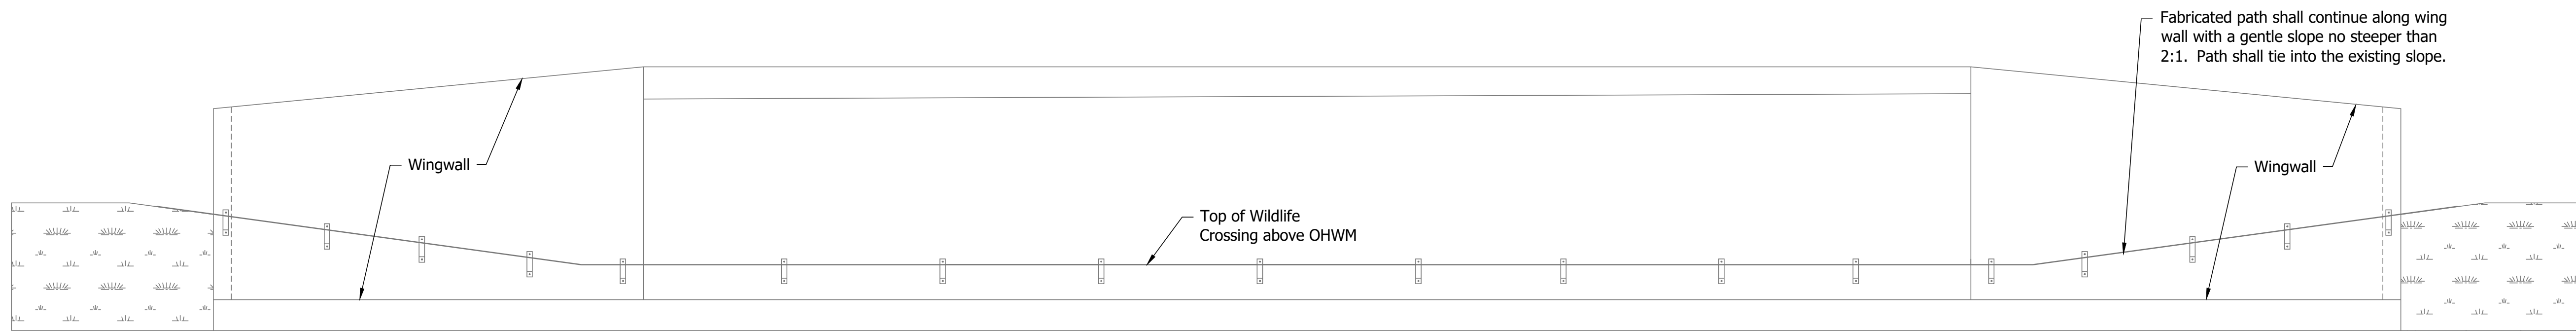 Fabricated path shall continue along wing
wall with a gentle slope no steeper than
2:1. Path shall tie into the existing slope.
Wingwall
Wingwall
Top of Wildlife
Crossing above OHWM